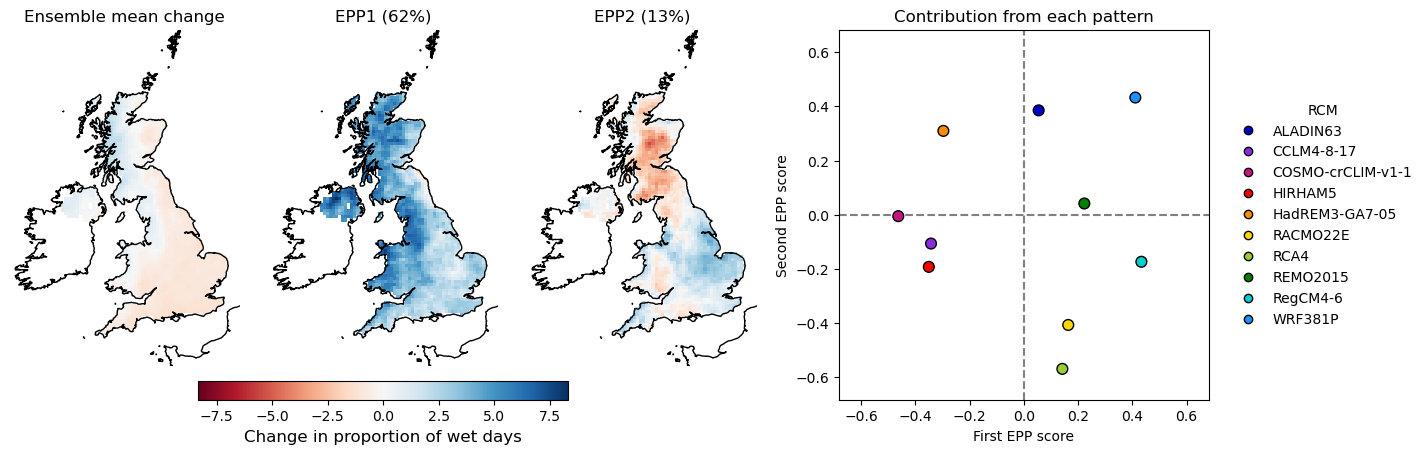 Ensemble mean change
EPP1 (62%)
EPP2 (13%)
Contribution from each pattern
−7.5 −5.0 −2.5 0.0 2.5 5.0 7.5
Change in proportion of wet days
Second EPP score
0.6
0.4
0.2
0.0
−0.2
−0.4
−0.6
−0.6 −0.4 −0.2 0.0 0.2 0.4 0.6
First EPP score
RCM
ALADIN63
CCLM4-8-17
COSMO-crCLIM-v1-1
HIRHAM5
HadREM3-GA7-05
RACMO22E
RCA4
REMO2015
RegCM4-6
WRF381P